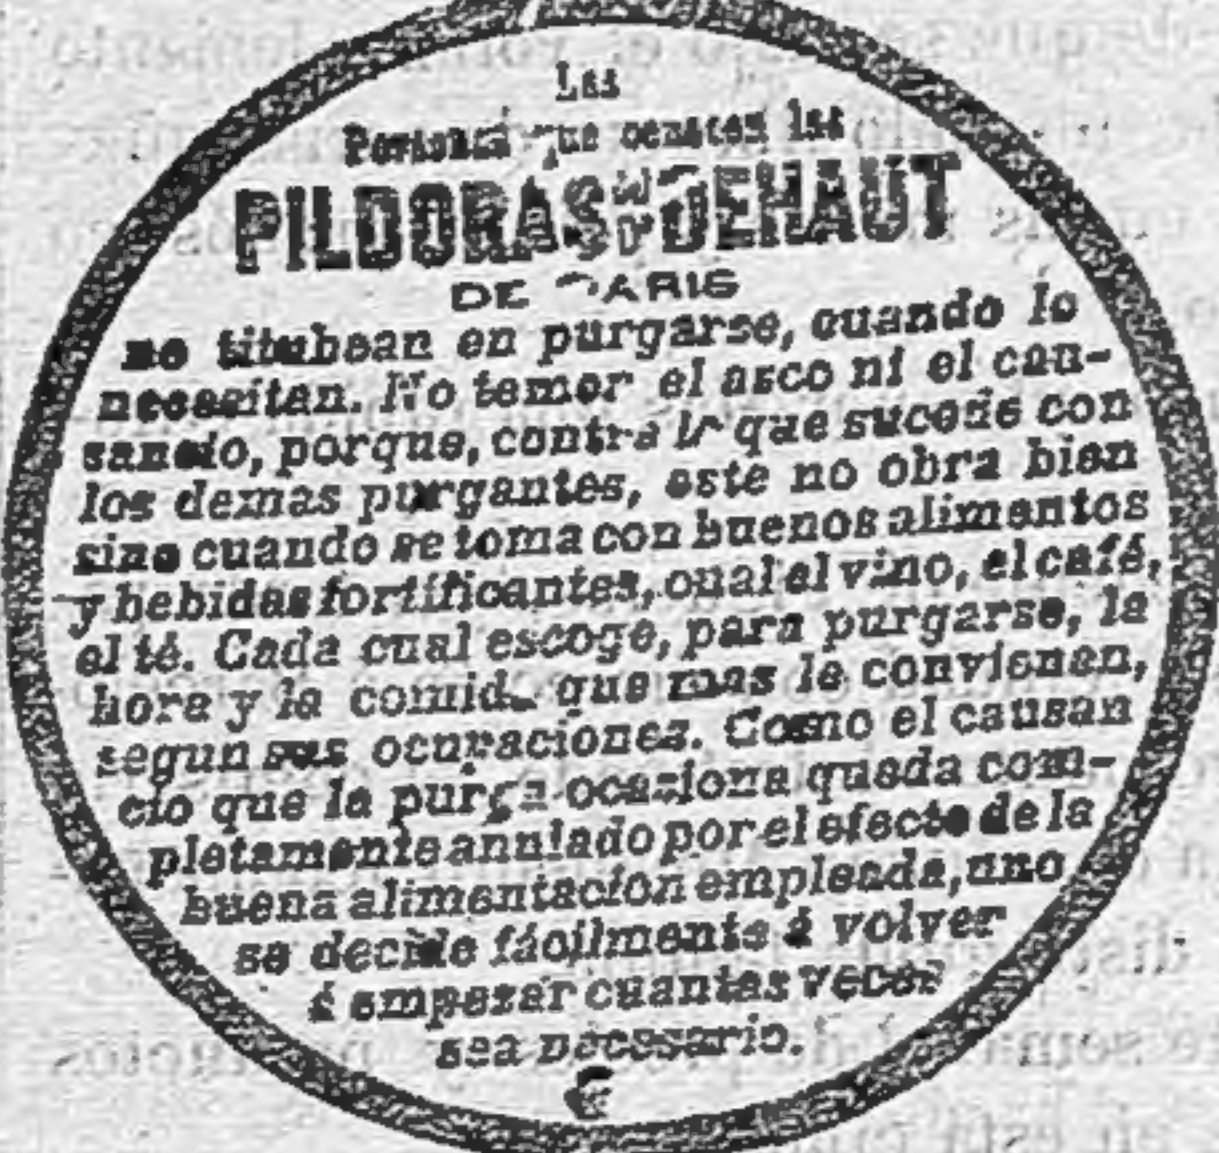 Las
Personas que conocen las
PILDORAS DEHAUT
DE PARIS
no titubean en purgarse, cuando lo
necesitan. No temen el asco ni el cau-
sancio, porque, contra lo que sucede con
los demas purgantes, este no obra bien
sino cuando se toma con buenos alimentos
y bebidas fortificantes, cual el vino, el café,
el té. Cada cual escoge, para purgarse, la
hora y la comida que mas le convienen,
segun sus ocupaciones. Como el causan
cio que la purga ocasiona queda com-
pletamente anulado por el efecto de la
buena alimentacion empleada, uno
se decide fácilmente á volver
á empezar cuantas veces
sea necesario.